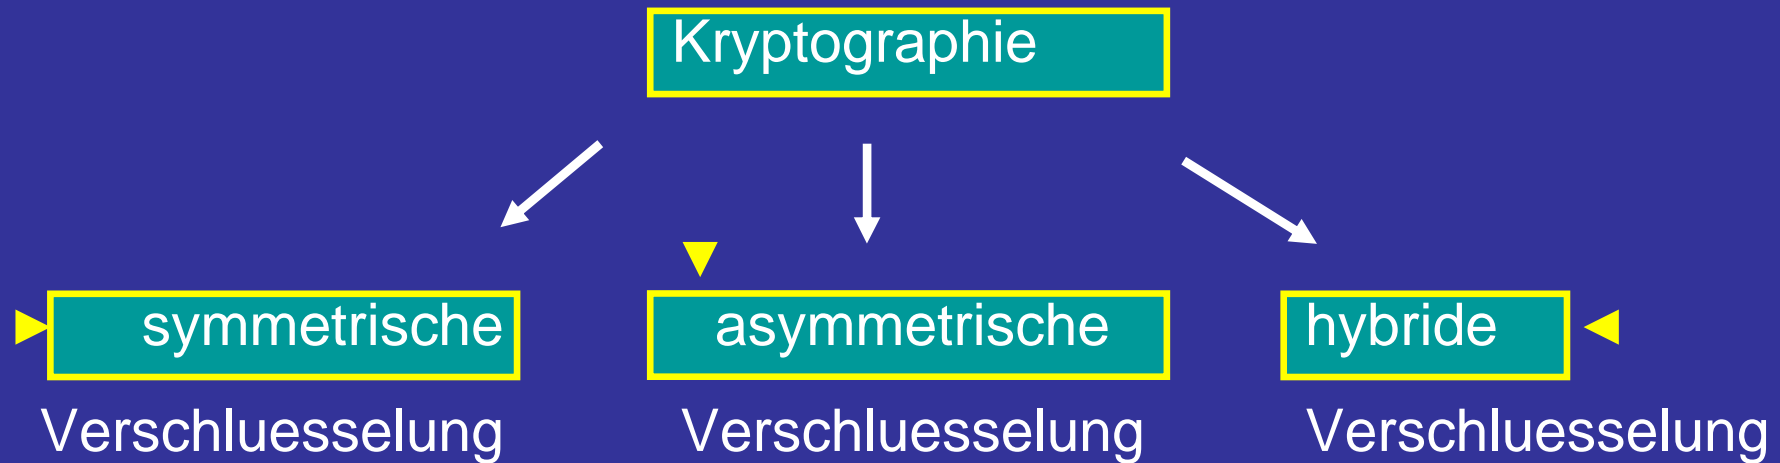 Kryptographie
symmetrische
asymmetrische
hybride
Verschluesselung
Verschluesselung
Verschluesselung